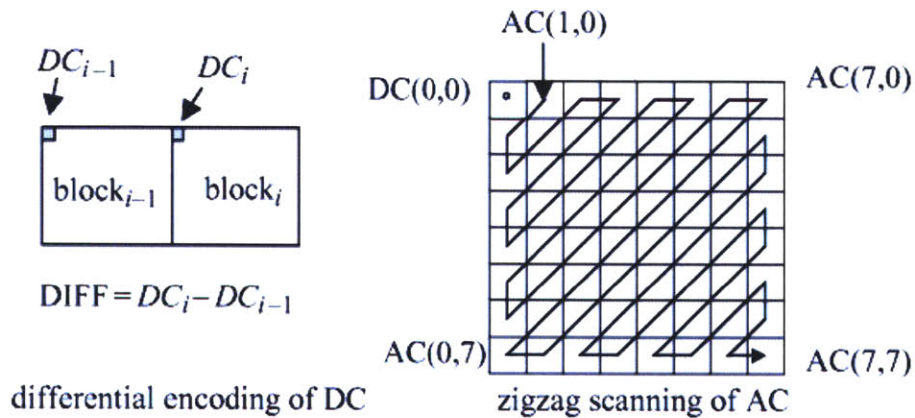 DC_{i−1}
DC_i
block_{i−1}
block_i
DIFF = DC_i − DC_{i−1}
differential encoding of DC
AC(1,0)
DC(0,0)
AC(7,0)
AC(0,7)
AC(7,7)
zigzag scanning of AC